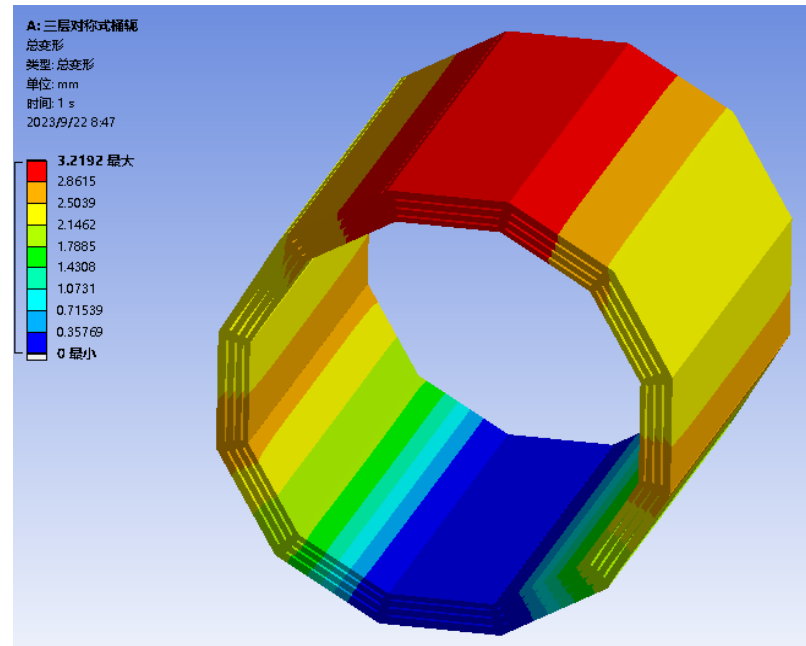 A: 三层对称式桶轭
总变形
类型: 总变形
单位: mm
时间: 1 s
2023/9/22 8:47
3.2192 最大
2.8615
2.5039
2.1462
1.7885
1.4308
1.0731
0.71539
0.35769
0 最小